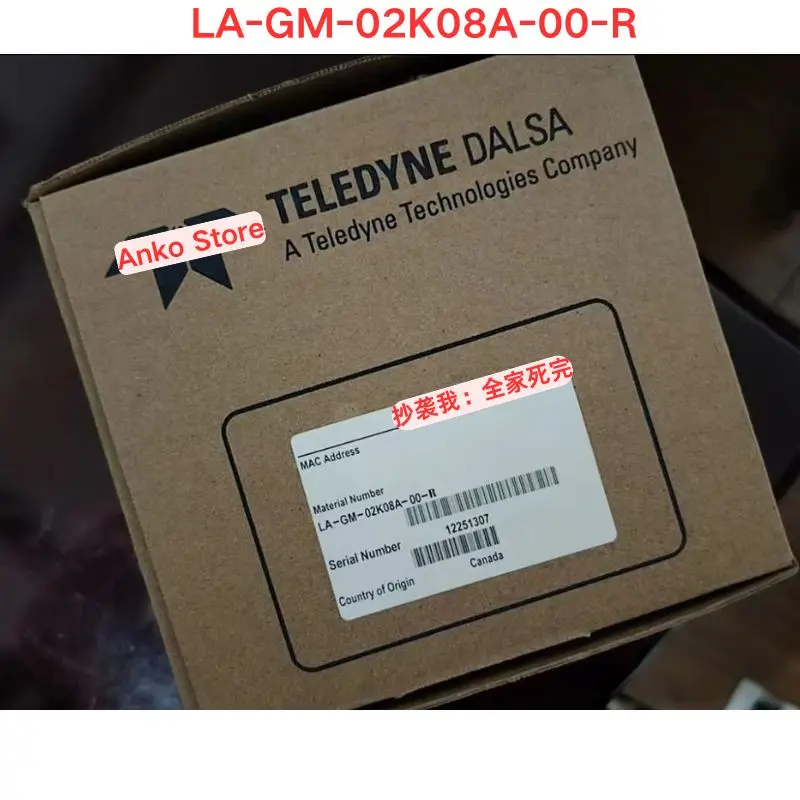 LA-GM-02K08A-00-R
TELEDYNE DALSA
A Teledyne Technologies Company
Anko Store
抄袭我：全家死完
MAC Address
Material Number
LA-GM-02K08A-00-R
12251307
Serial Number
Canada
Country of Origin